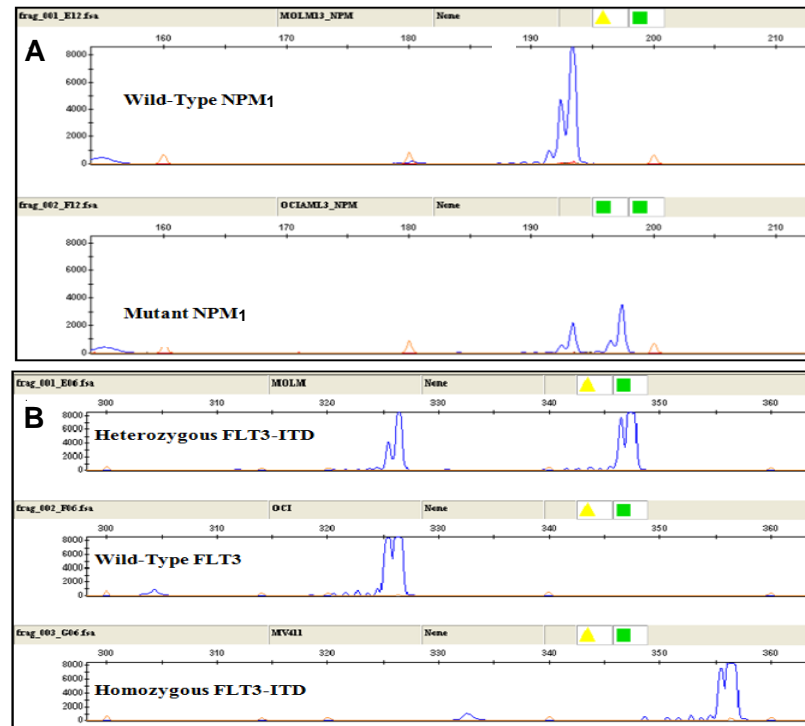 frag_001_E12.fsa MOLM13_NPM None
160 170 180 190 200 210
A
8000
6000
4000
2000
0
Wild-Type NPM1
frag_002_F12.fsa OCIAML3_NPM None
160 170 180 190 200 210
8000
6000
4000
2000
0
Mutant NPM1
frag_001_E06.fsa MOLM None
300 310 320 330 340 350 360
B
8000
6000
4000
2000
0
Heterozygous FLT3-ITD
frag_002_F06.fsa OCI None
300 310 320 330 340 350 360
8000
6000
4000
2000
0
Wild-Type FLT3
frag_003_G06.fsa MV411 None
300 310 320 330 340 350 360
8000
6000
4000
2000
0
Homozygous FLT3-ITD